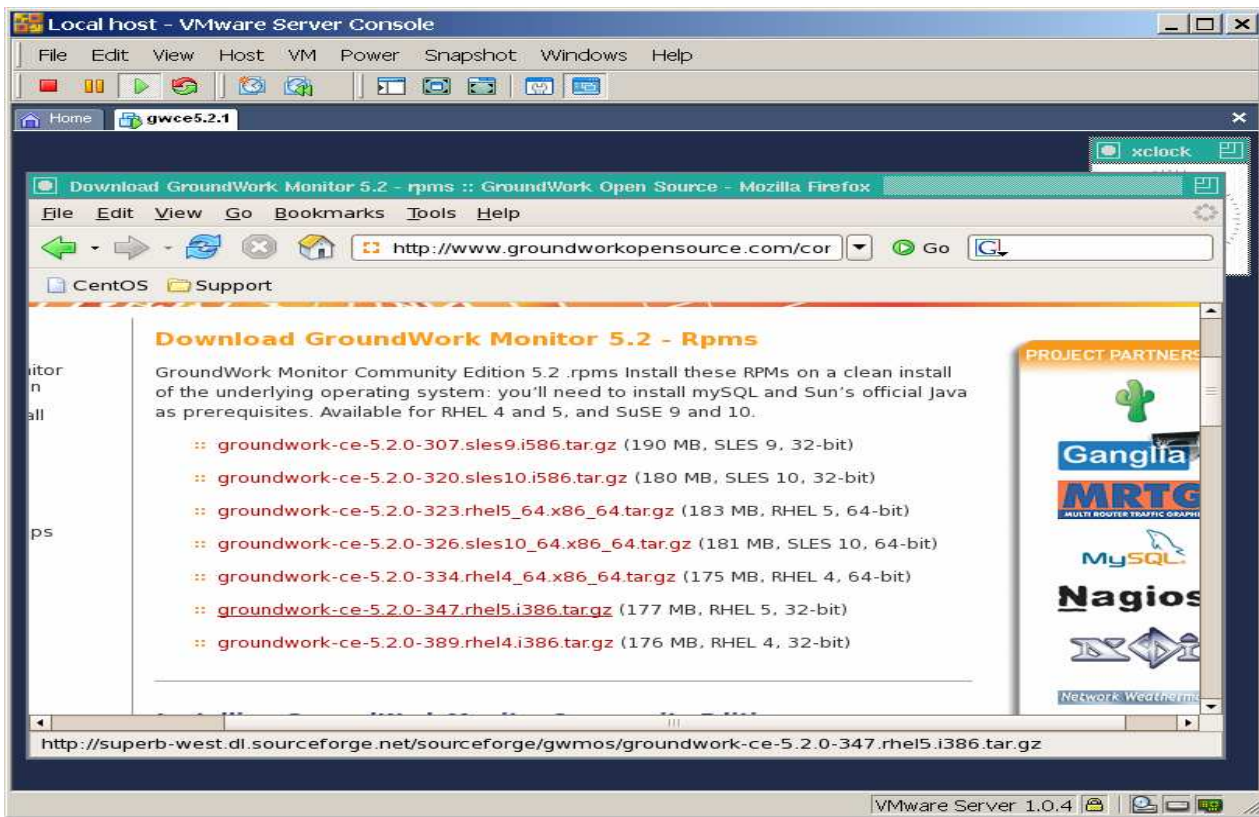 Local host - VMware Server Console
File Edit View Host VM Power Snapshot Windows Help
Home gwce5.2.1
xclock
Download GroundWork Monitor 5.2 - rpms :: GroundWork Open Source - Mozilla Firefox
File Edit View Go Bookmarks Tools Help
http://www.groundworkopensource.com/cor Go
CentOS Support
Download GroundWork Monitor 5.2 - Rpms
PROJECT PARTNERS
itor
n
all
ps
GroundWork Monitor Community Edition 5.2 .rpms Install these RPMs on a clean install
of the underlying operating system: you'll need to install mySQL and Sun's official Java
as prerequisites. Available for RHEL 4 and 5, and SuSE 9 and 10.
:: groundwork-ce-5.2.0-307.sles9.i586.tar.gz (190 MB, SLES 9, 32-bit)
:: groundwork-ce-5.2.0-320.sles10.i586.tar.gz (180 MB, SLES 10, 32-bit)
:: groundwork-ce-5.2.0-323.rhel5_64.x86_64.tar.gz (183 MB, RHEL 5, 64-bit)
:: groundwork-ce-5.2.0-326.sles10_64.x86_64.tar.gz (181 MB, SLES 10, 64-bit)
:: groundwork-ce-5.2.0-334.rhel4_64.x86_64.tar.gz (175 MB, RHEL 4, 64-bit)
:: groundwork-ce-5.2.0-347.rhel5.i386.tar.gz (177 MB, RHEL 5, 32-bit)
:: groundwork-ce-5.2.0-389.rhel4.i386.tar.gz (176 MB, RHEL 4, 32-bit)
Ganglia
MRTG
MULTI ROUTER TRAFFIC GRAPH
MySQL
Nagios
Network Weatherm
http://superb-west.dl.sourceforge.net/sourceforge/gwmos/groundwork-ce-5.2.0-347.rhel5.i386.tar.gz
VMware Server 1.0.4